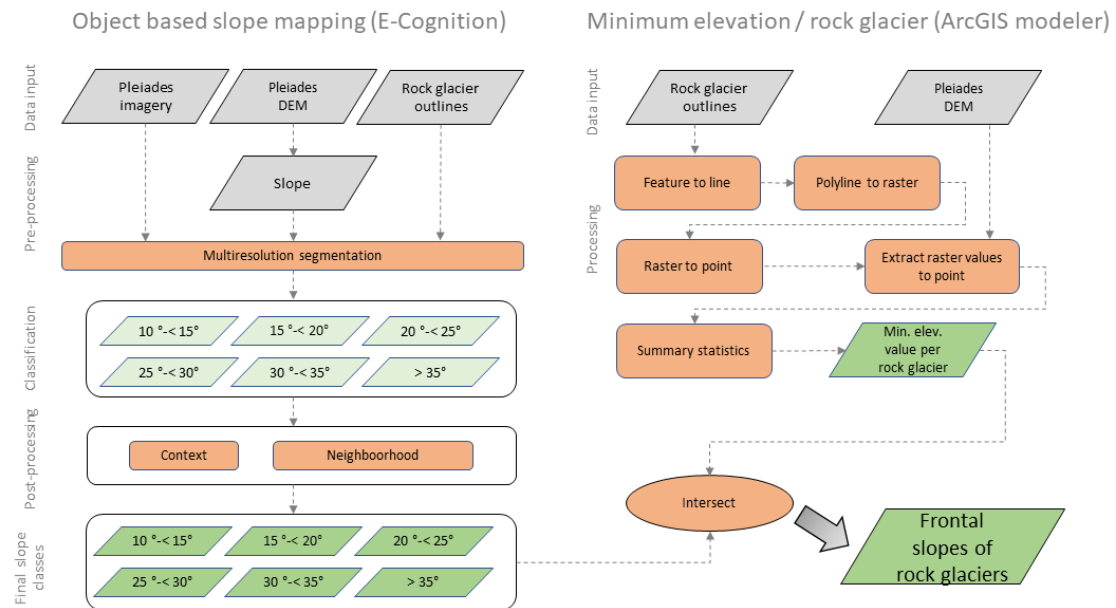 Object based slope mapping (E-Cognition)
Data input
Pleiades
imagery
Pleiades
DEM
Rock glacier
outlines
Pre-processing
Slope
Multiresolution segmentation
Classification
10 °-< 15°
15 °-< 20°
20 °-< 25°
25 °-< 30°
30 °-< 35°
> 35°
Post-processing
Context
Neighboorhood
Final slope
classes
10 °-< 15°
15 °-< 20°
20 °-< 25°
25 °-< 30°
30 °-< 35°
> 35°
Minimum elevation / rock glacier (ArcGIS modeler)
Data input
Rock glacier
outlines
Pleiades
DEM
Processing
Feature to line
Polyline to raster
Raster to point
Extract raster values
to point
Summary statistics
Min. elev.
value per
rock glacier
Intersect
Frontal
slopes of
rock glaciers